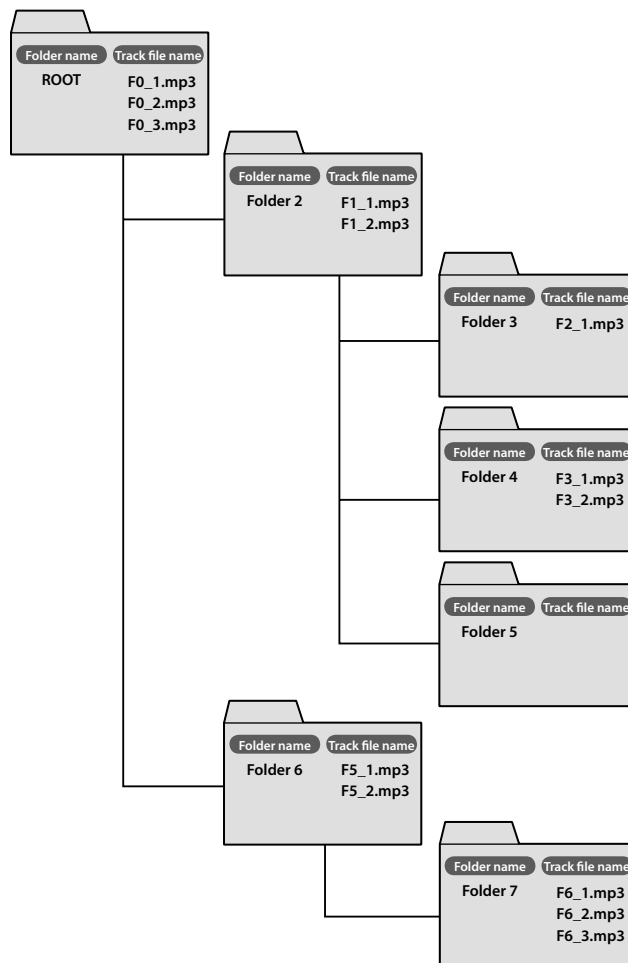 Folder name Track file name
ROOT F0_1.mp3
F0_2.mp3
F0_3.mp3
Folder name Track file name
Folder 2 F1_1.mp3
F1_2.mp3
Folder name Track file name
Folder 3 F2_1.mp3
Folder name Track file name
Folder 4 F3_1.mp3
F3_2.mp3
Folder name Track file name
Folder 5
Folder name Track file name
Folder 6 F5_1.mp3
F5_2.mp3
Folder name Track file name
Folder 7 F6_1.mp3
F6_2.mp3
F6_3.mp3